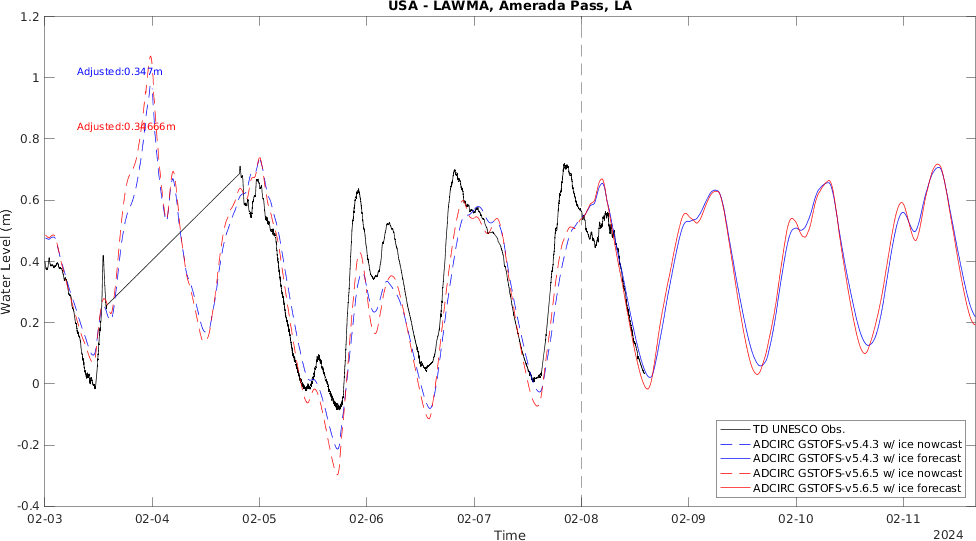 USA - LAWMA, Amerada Pass, LA
1.2
1
0.8
0.6
0.4
0.2
0
-0.2
-0.4
Water Level (m)
Adjusted:0.347m
Adjusted:0.34666m
TD UNESCO Obs.
ADCIRC GSTOFS-v5.4.3 w/ ice nowcast
ADCIRC GSTOFS-v5.4.3 w/ ice forecast
ADCIRC GSTOFS-v5.6.5 w/ ice nowcast
ADCIRC GSTOFS-v5.6.5 w/ ice forecast
02-03 02-04 02-05 02-06 02-07 02-08 02-09 02-10 02-11
Time
2024